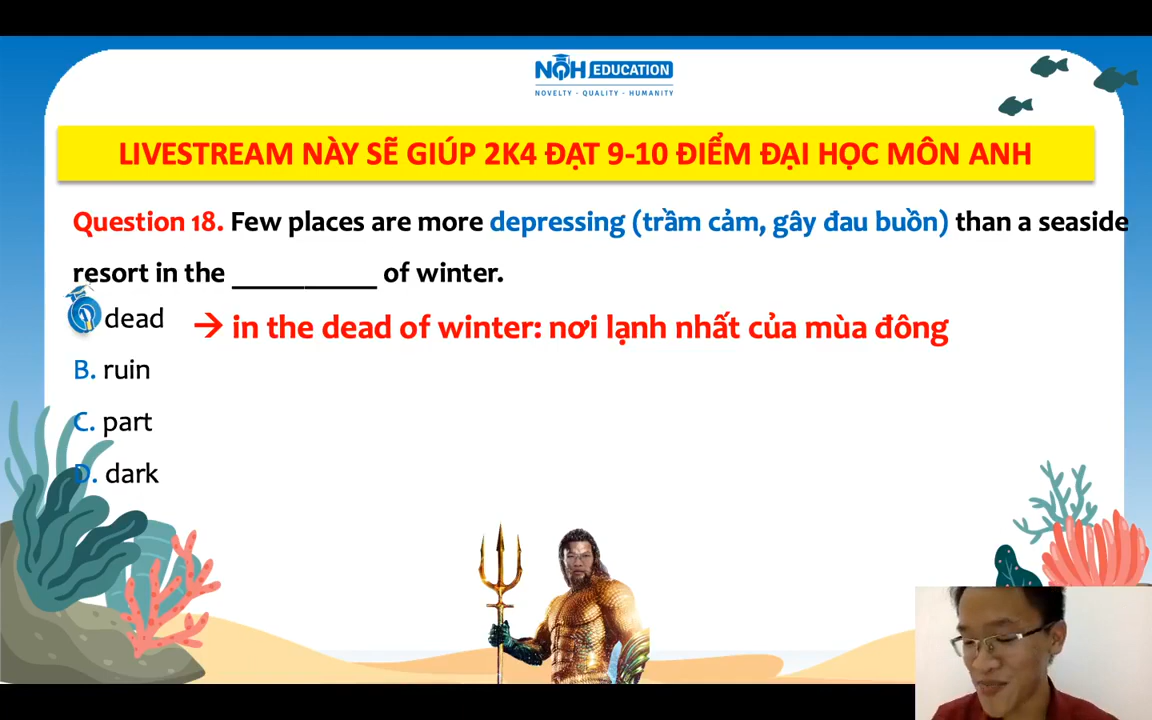 NQH EDUCATION
NOVELTY - QUALITY - HUMANITY
LIVESTREAM NÀY SẼ GIÚP 2K4 ĐẠT 9-10 ĐIỂM ĐẠI HỌC MÔN ANH
Question 18. Few places are more depressing (trầm cảm, gây đau buồn) than a seaside
resort in the __________ of winter.
dead
→ in the dead of winter: nơi lạnh nhất của mùa đông
B. ruin
C. part
D. dark